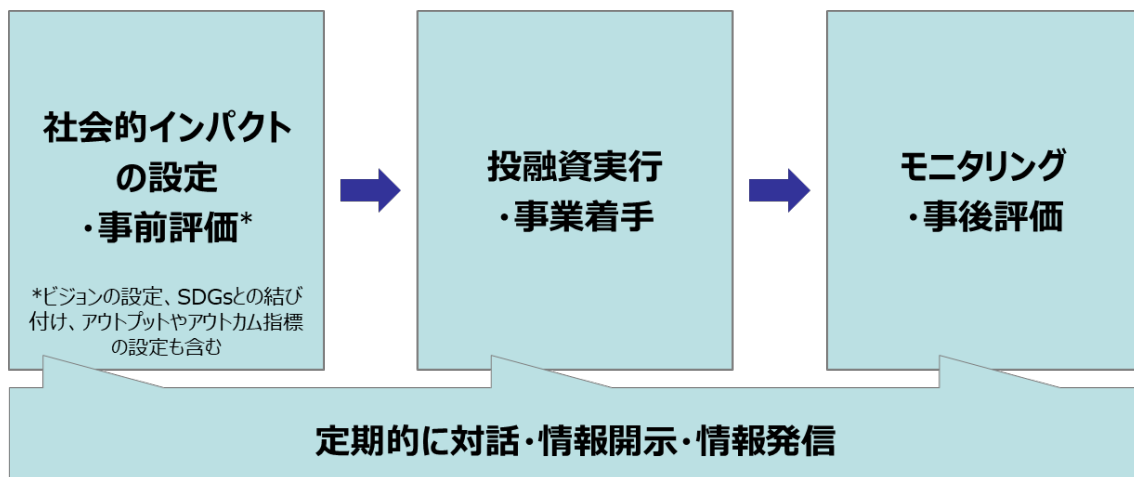 社会的インパクト
の設定
・事前評価*
*ビジョンの設定、SDGsとの結び
付け、アウトプットやアウトカム指標
の設定も含む
投融資実行
・事業着手
モニタリング
・事後評価
定期的に対話・情報開示・情報発信